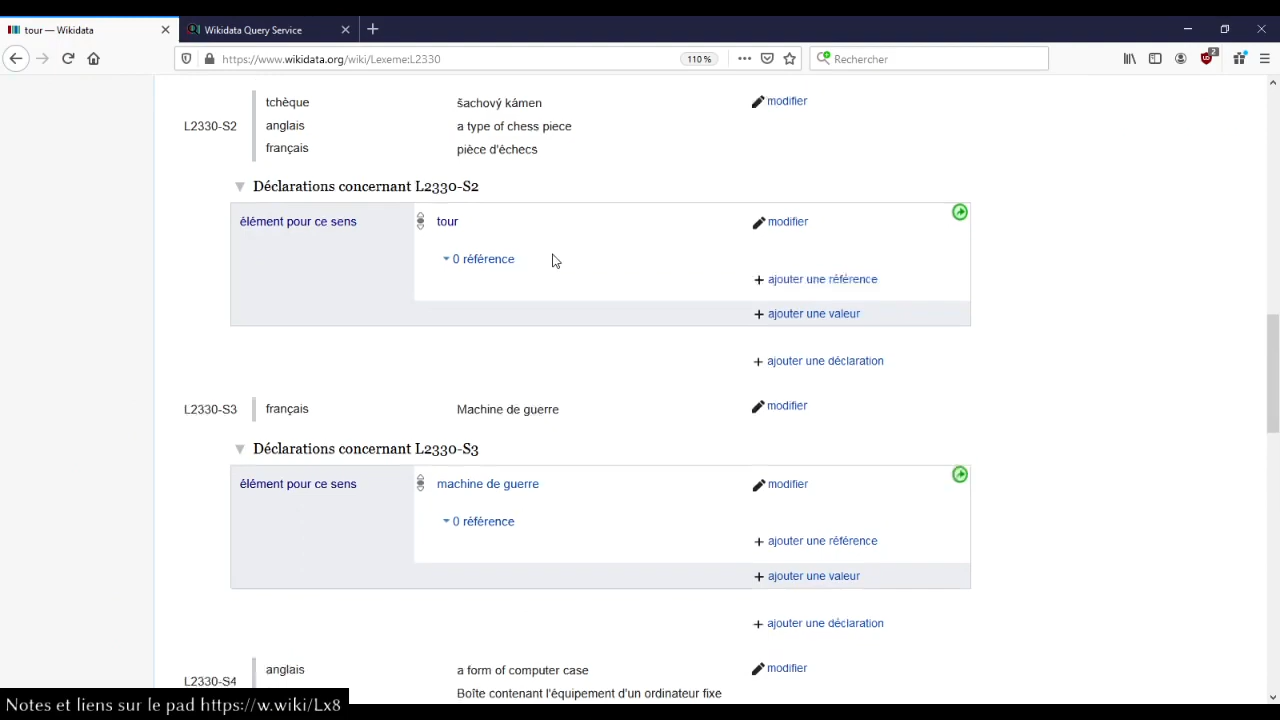 tour — Wikidata
Wikidata Query Service
https://www.wikidata.org/wiki/Lexeme:L2330
110 %
Rechercher
2
L2330-S2
tchèque
šachový kámen
modifier
anglais
a type of chess piece
français
pièce d'échecs
Déclarations concernant L2330-S2
élément pour ce sens
tour
modifier
0 référence
ajouter une référence
ajouter une valeur
ajouter une déclaration
L2330-S3
français
Machine de guerre
modifier
Déclarations concernant L2330-S3
élément pour ce sens
machine de guerre
modifier
0 référence
ajouter une référence
ajouter une valeur
ajouter une déclaration
L2330-S4
anglais
a form of computer case
modifier
Boîte contenant l'équipement d'un ordinateur fixe
Notes et liens sur le pad https://w.wiki/Lx8